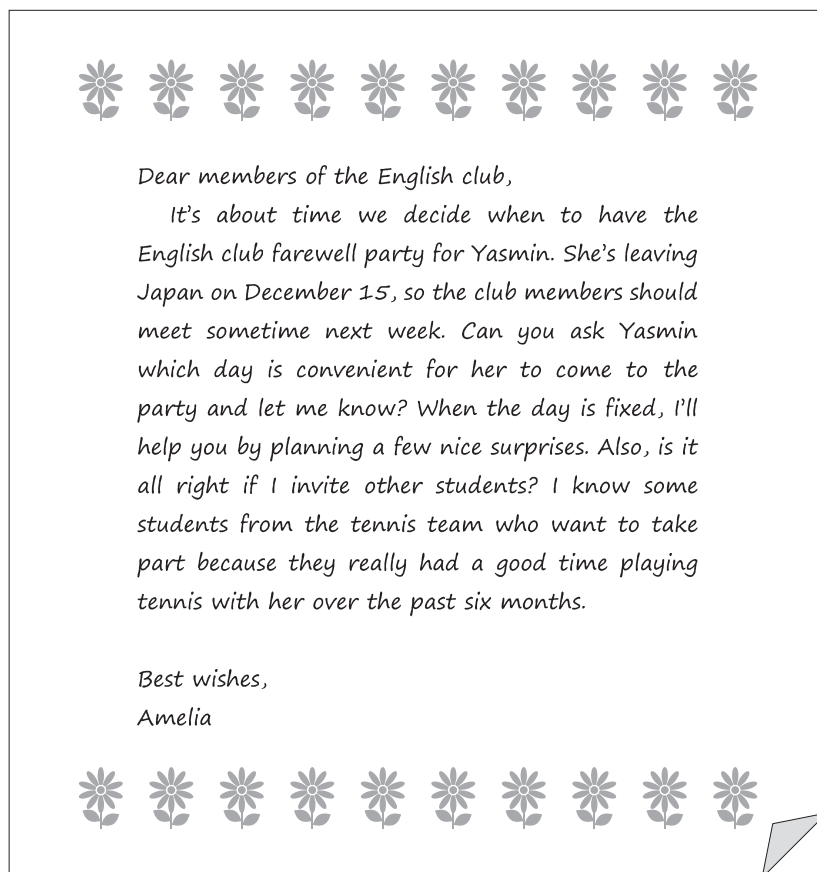 Dear members of the English club,
It's about time we decide when to have the
English club farewell party for Yasmin. She's leaving
Japan on December 15, so the club members should
meet sometime next week. Can you ask Yasmin
which day is convenient for her to come to the
party and let me know? When the day is fixed, I'll
help you by planning a few nice surprises. Also, is it
all right if I invite other students? I know some
students from the tennis team who want to take
part because they really had a good time playing
tennis with her over the past six months.
Best wishes,
Amelia